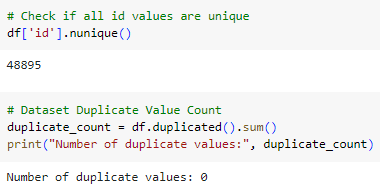 # Check if all id values are unique
df['id'].nunique()
48895
# Dataset Duplicate Value Count
duplicate_count = df.duplicated().sum()
print("Number of duplicate values:", duplicate_count)
Number of duplicate values: 0